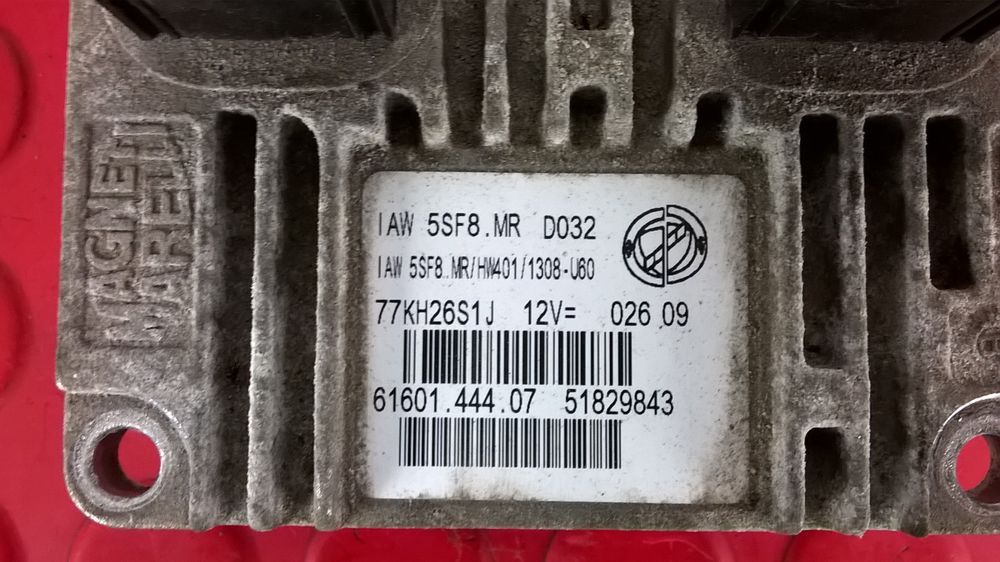 MAGNETI
MARELLI
IAW 5SF8.MR D032
IAW 5SF8.MR/HW401/1308-U60
77KH26S1J 12V= 026 09
61601.444.07 51829843